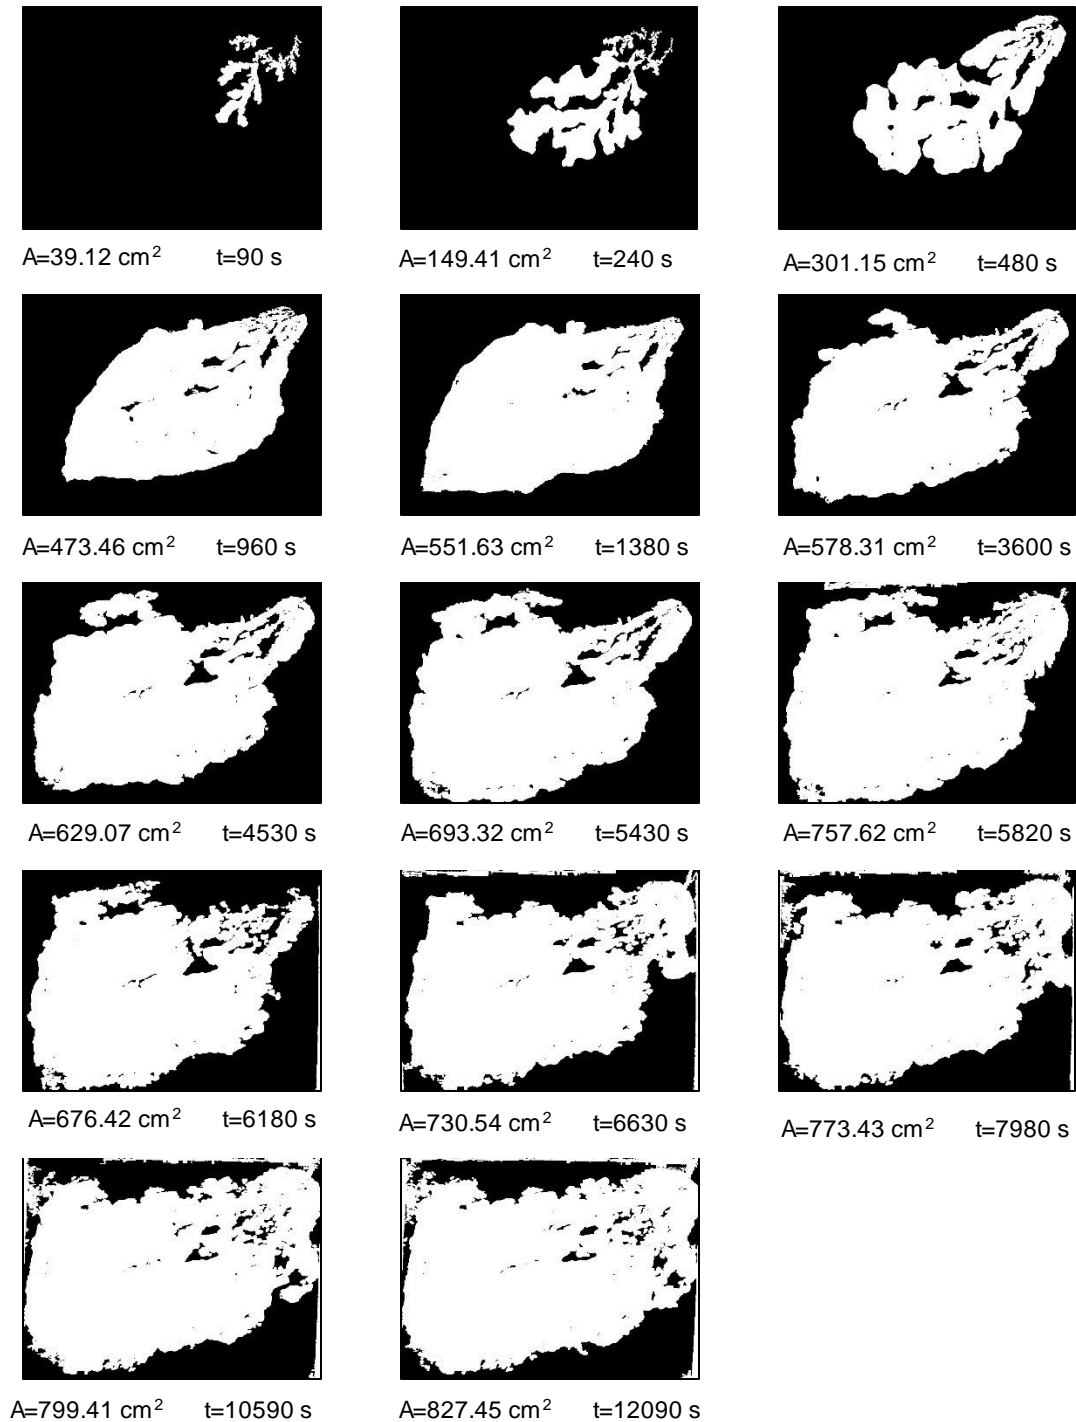 A=39.12 cm² t=90 s
A=149.41 cm² t=240 s
A=301.15 cm² t=480 s
A=473.46 cm² t=960 s
A=551.63 cm² t=1380 s
A=578.31 cm² t=3600 s
A=629.07 cm² t=4530 s
A=693.32 cm² t=5430 s
A=757.62 cm² t=5820 s
A=676.42 cm² t=6180 s
A=730.54 cm² t=6630 s
A=773.43 cm² t=7980 s
A=799.41 cm² t=10590 s
A=827.45 cm² t=12090 s